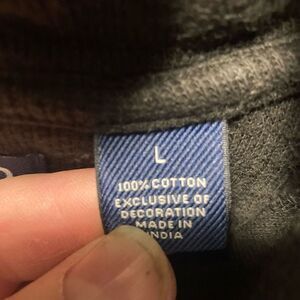 L
100% COTTON
EXCLUSIVE OF
DECORATION
MADE IN
INDIA